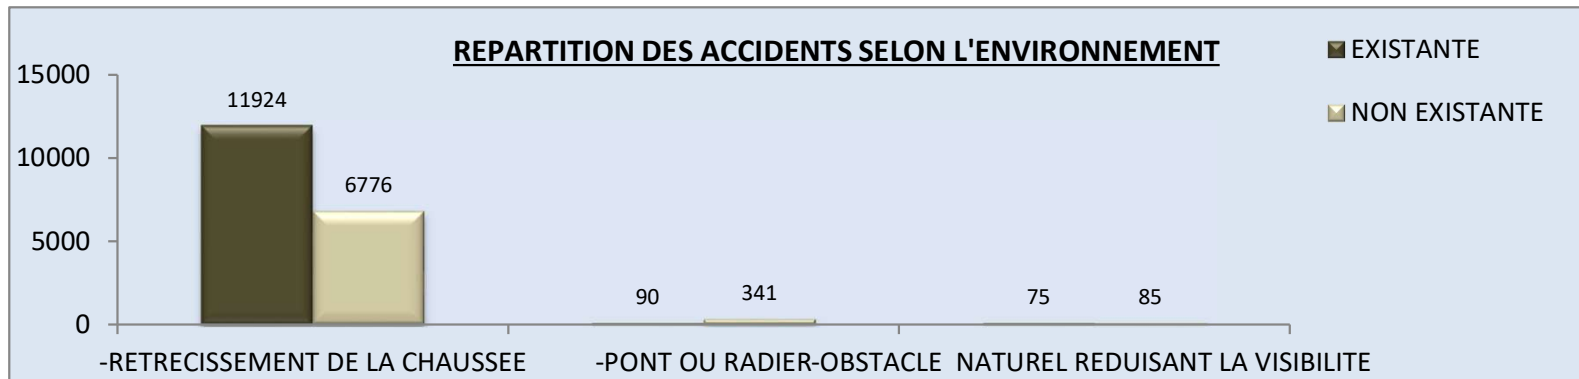 REPARTITION DES ACCIDENTS SELON L'ENVIRONNEMENT
EXISTANTE
NON EXISTANTE
15000
10000
5000
0
11924
6776
90
341
75
85
-RETRECISSEMENT DE LA CHAUSSEE
-PONT OU RADIER
-OBSTACLE NATUREL REDUISANT LA VISIBILITE